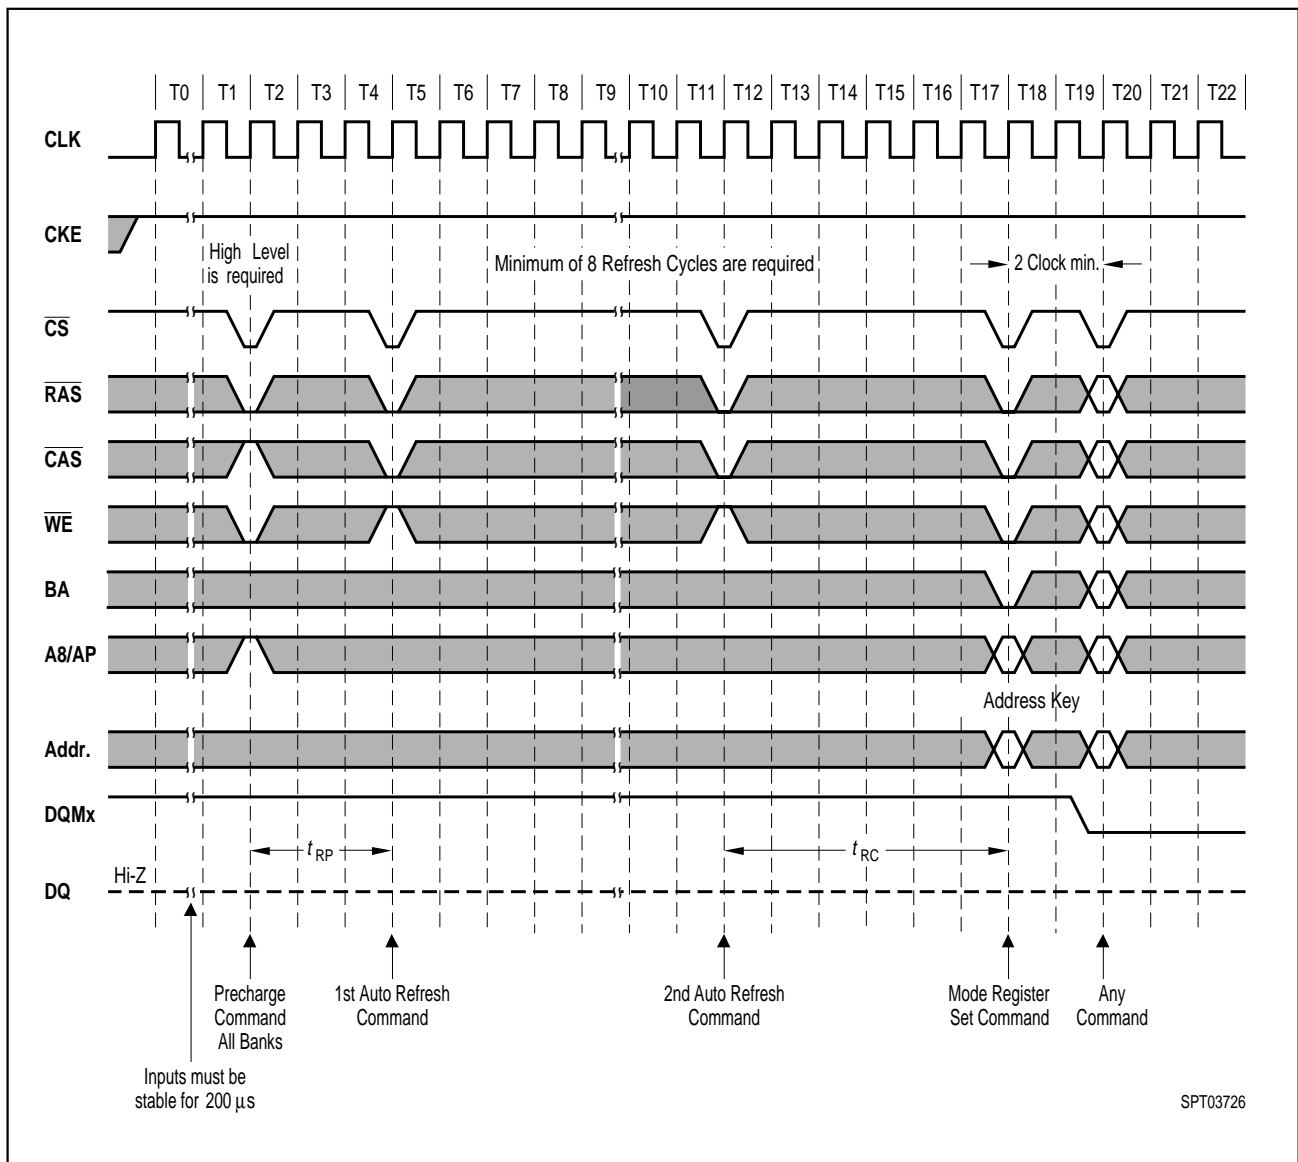 T0 T1 T2 T3 T4 T5 T6 T7 T8 T9 T10 T11 T12 T13 T14 T15 T16 T17 T18 T19 T20 T21 T22
CLK
CKE
High Level
is required
Minimum of 8 Refresh Cycles are required
2 Clock min.
CS
RAS
CAS
WE
BA
A8/AP
Address Key
Addr.
DQMx
t RP
t RC
Hi-Z
DQ
Precharge
Command
All Banks
1st Auto Refresh
Command
2nd Auto Refresh
Command
Mode Register
Set Command
Any
Command
Inputs must be
stable for 200 µs
SPT03726